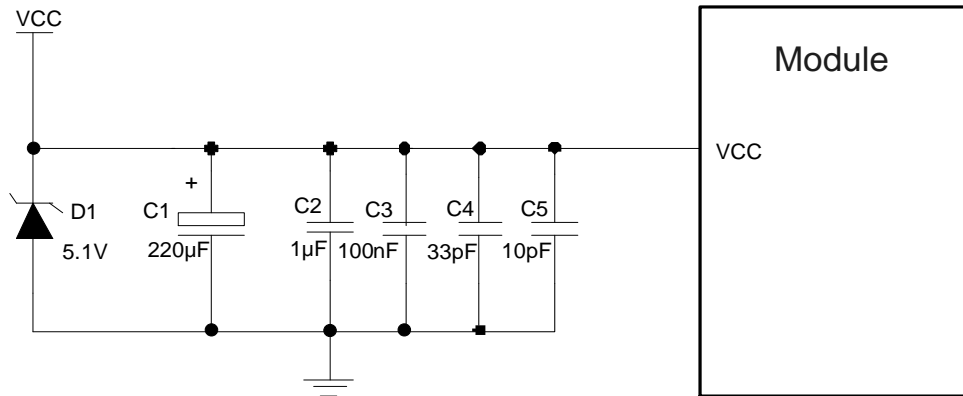 VCC
Module
VCC
+
D1
5.1V
C1
220µF
C2
1µF
C3
100nF
C4
33pF
C5
10pF